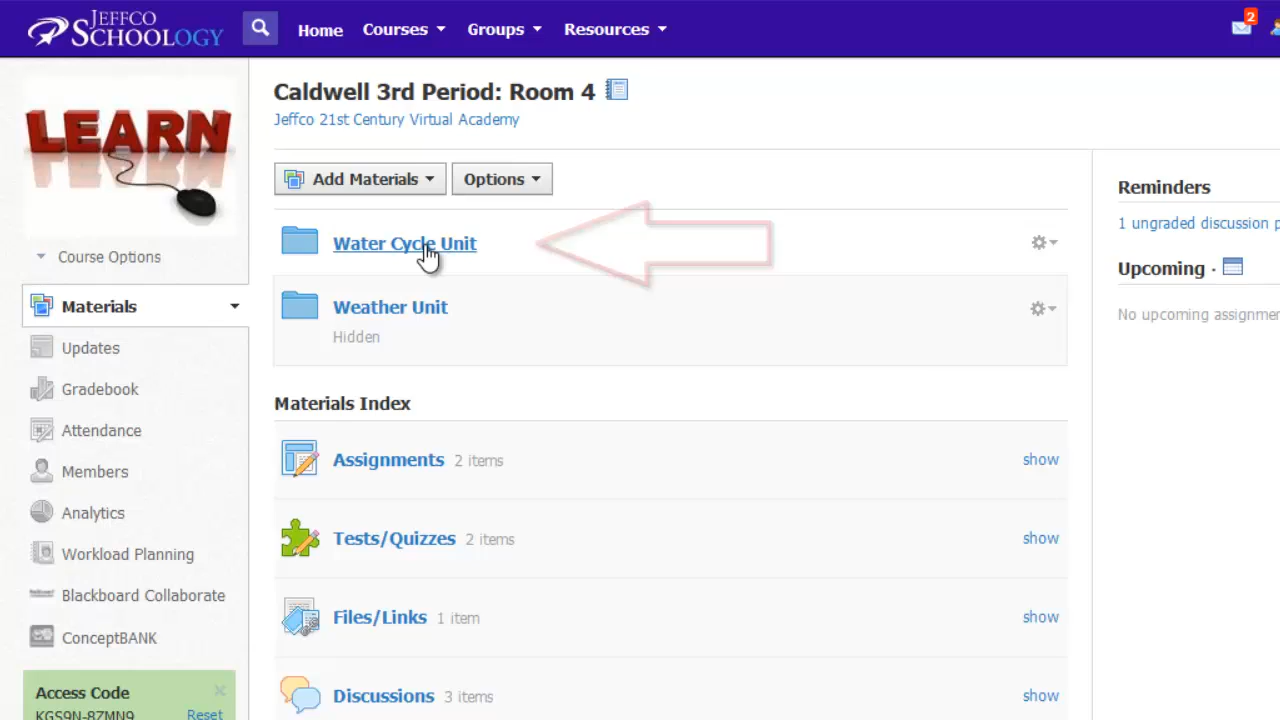 JEFFCO
SCHOOLOGY
Home
Courses
Groups
Resources
2
LEARN
Caldwell 3rd Period: Room 4
Jeffco 21st Century Virtual Academy
Add Materials
Options
Water Cycle Unit
Weather Unit
Hidden
Course Options
Materials
Updates
Gradebook
Attendance
Members
Analytics
Workload Planning
Blackboard Collaborate
ConceptBANK
Access Code
KGS9N-8ZMN9
Reset
Materials Index
Assignments 2 items show
Tests/Quizzes 2 items show
Files/Links 1 item show
Discussions 3 items show
Reminders
1 ungraded discussion p
Upcoming ·
No upcoming assignmen